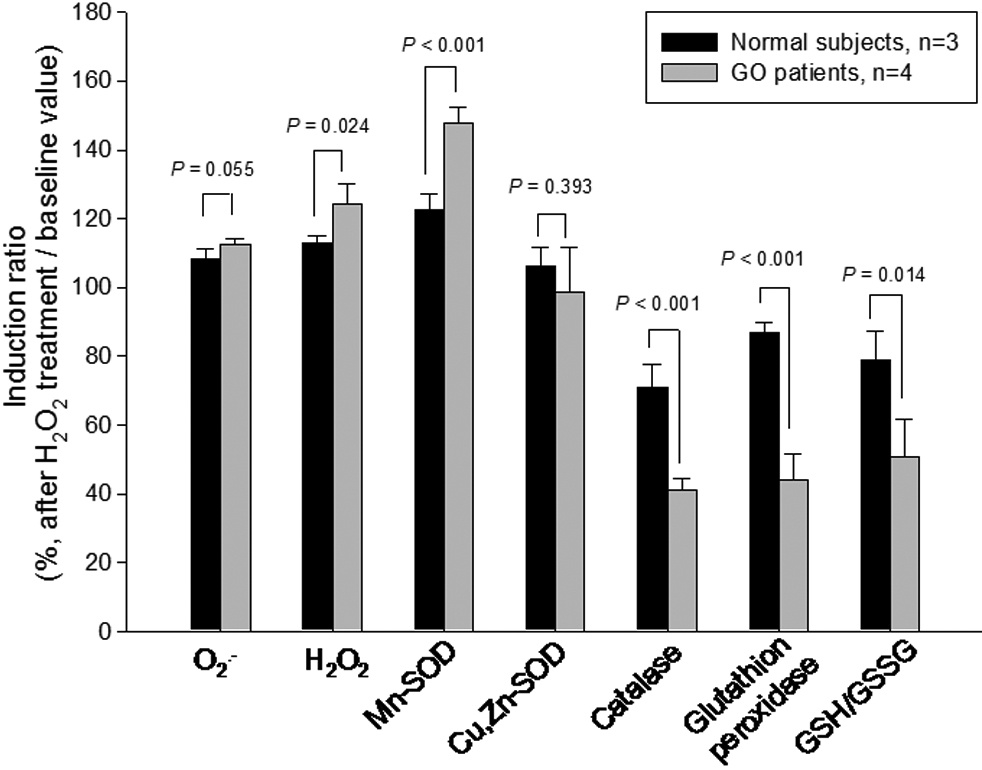 180
160
140
120
100
80
60
40
20
0
Induction ratio
(%, after H₂O₂ treatment / baseline value)
Normal subjects, n=3
GO patients, n=4
P = 0.055
P = 0.024
P < 0.001
P = 0.393
P < 0.001
P < 0.001
P = 0.014
O₂·⁻
H₂O₂
Mn-SOD
Cu,Zn-SOD
Catalase
Glutathion
peroxidase
GSH/GSSG